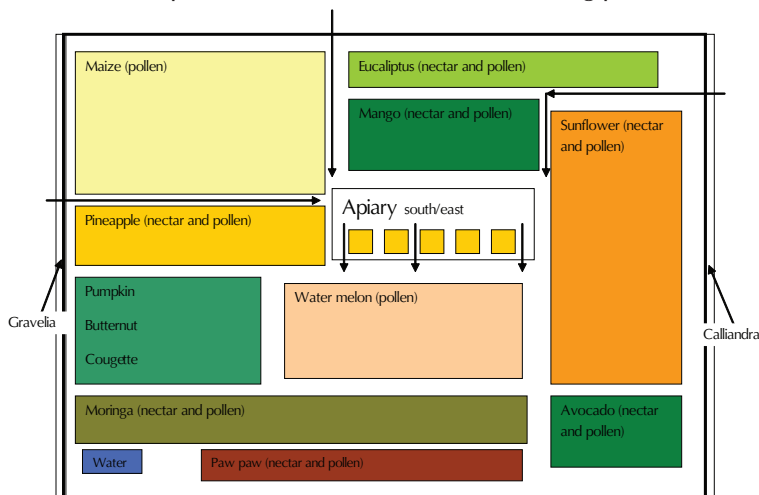 Maize (pollen)
Eucaliptus (nectar and pollen)
Mango (nectar and pollen)
Sunflower (nectar
and pollen)
Apiary south/east
Pineapple (nectar and pollen)
Pumpkin
Butternut
Cougette
Water melon (pollen)
Gravelia
Calliandra
Moringa (nectar and pollen)
Avocado (nectar
and pollen)
Water
Paw paw (nectar and pollen)